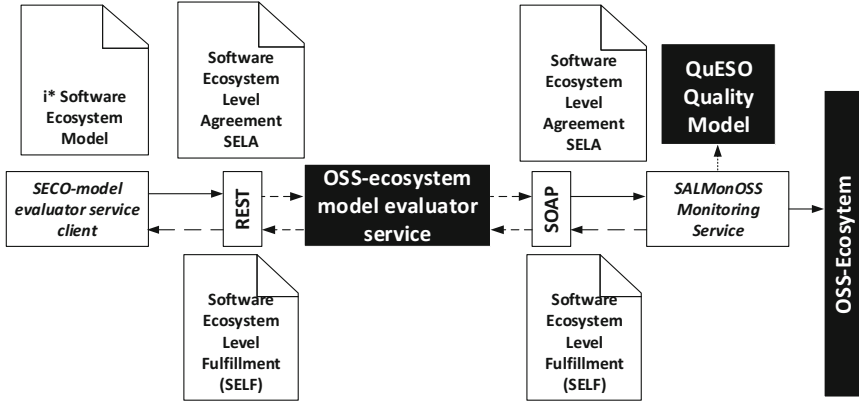 i* Software
Ecosystem
Model
Software
Ecosystem
Level
Agreement
SELA
Software
Ecosystem
Level
Agreement
SELA
QuESO
Quality
Model
SECO-model
evaluator service
client
REST
OSS-ecosystem
model evaluator
service
SOAP
SALMonOSS
Monitoring
Service
OSS-Ecosytem
Software
Ecosystem
Level
Fulfillment
(SELF)
Software
Ecosystem
Level
Fulfillment
(SELF)